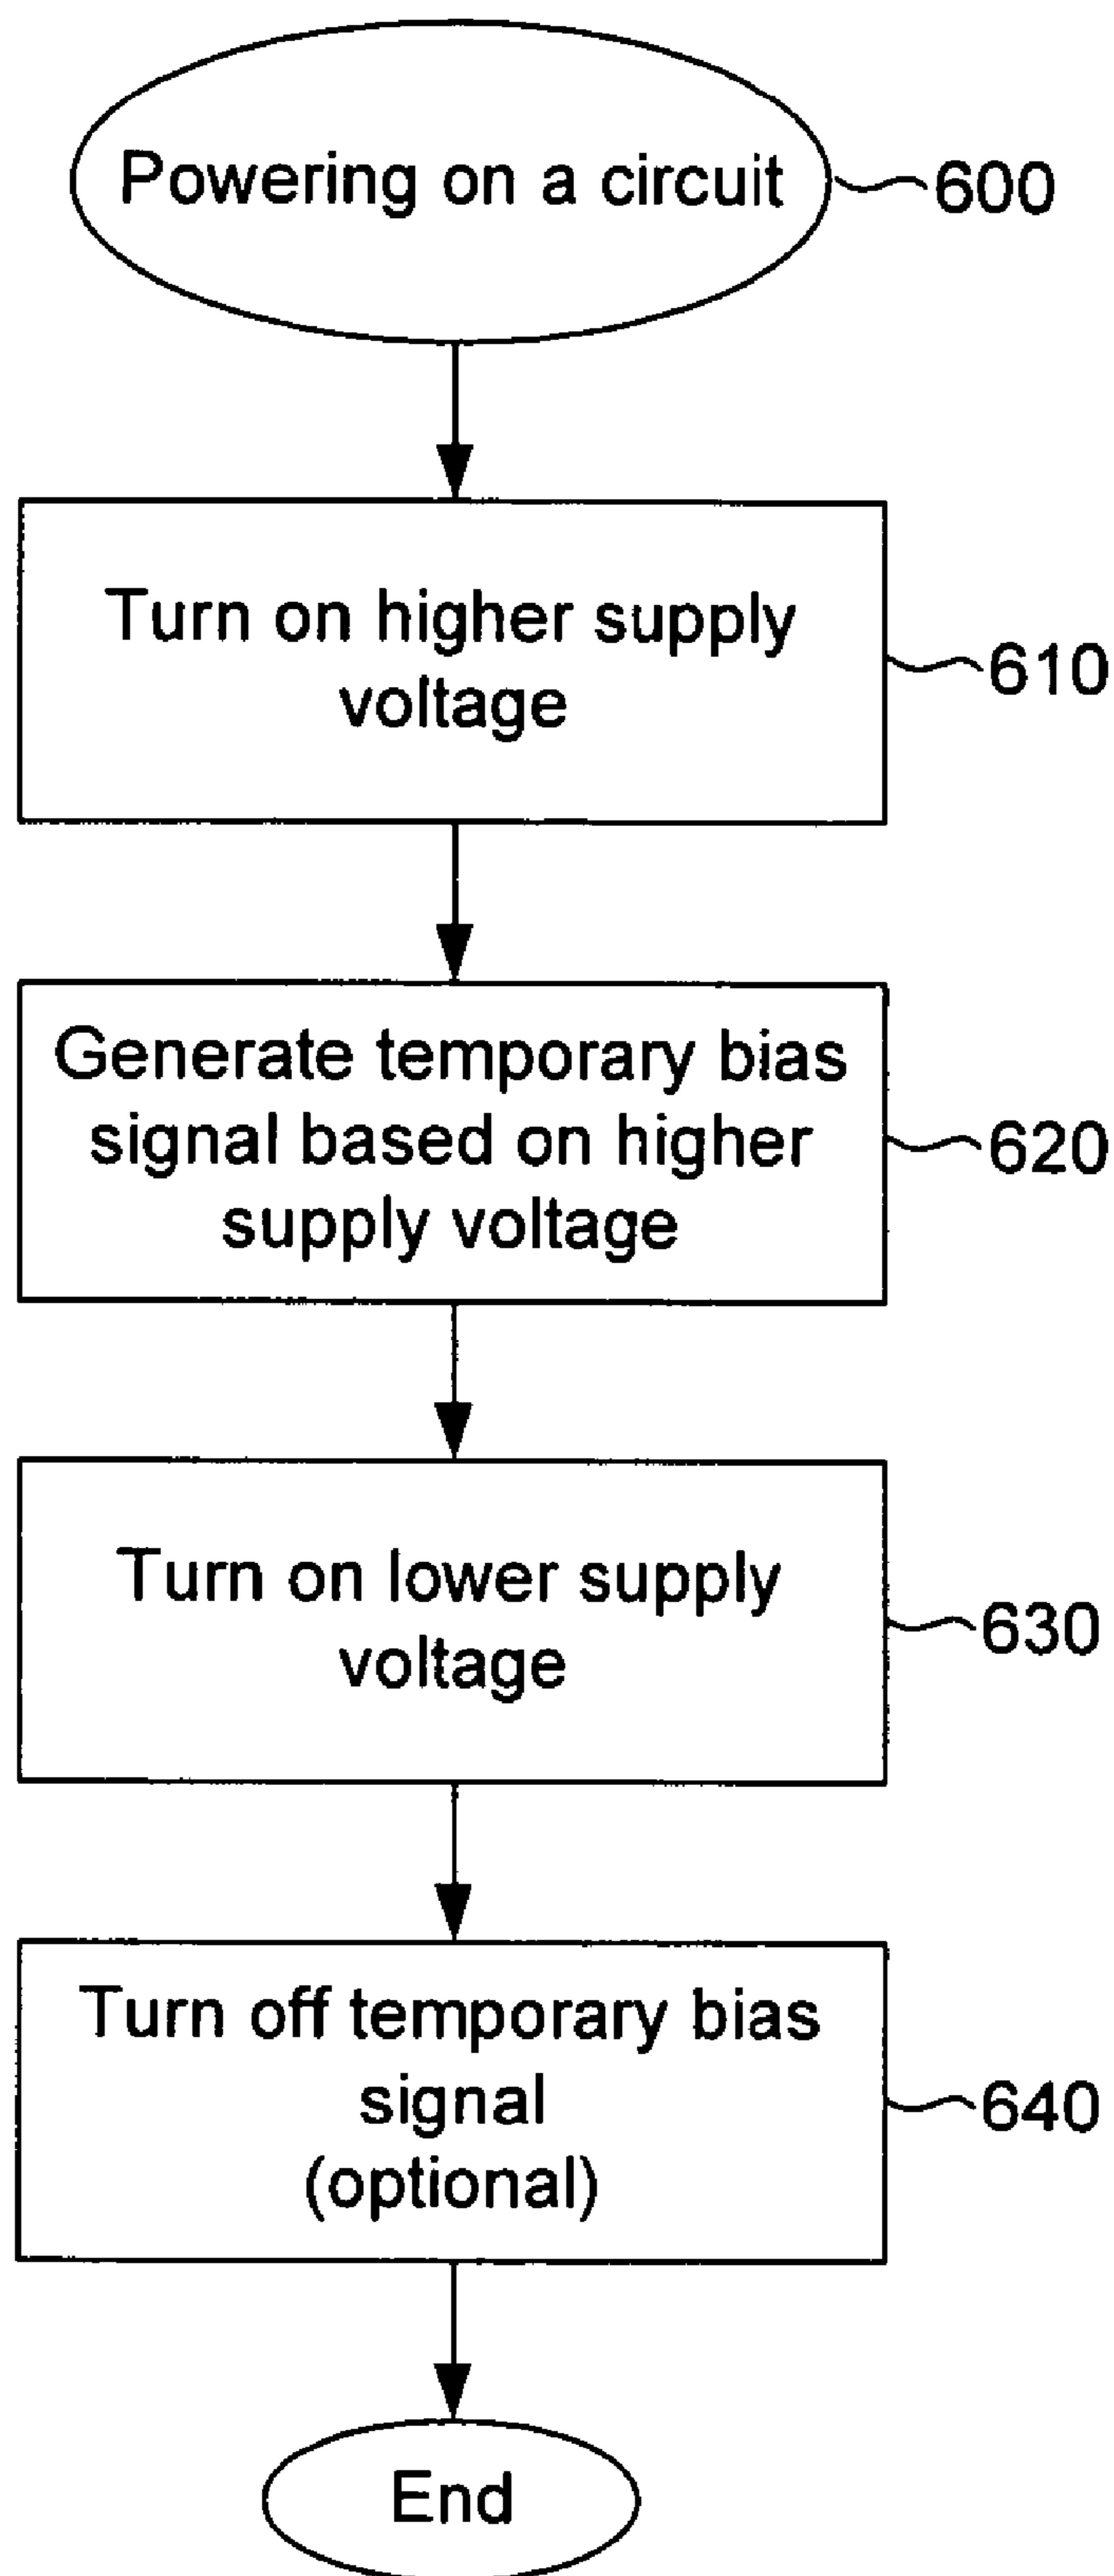 Powering on a circuit
600
Turn on higher supply
voltage
610
Generate temporary bias
signal based on higher
supply voltage
620
Turn on lower supply
voltage
630
Turn off temporary bias
signal
(optional)
640
End